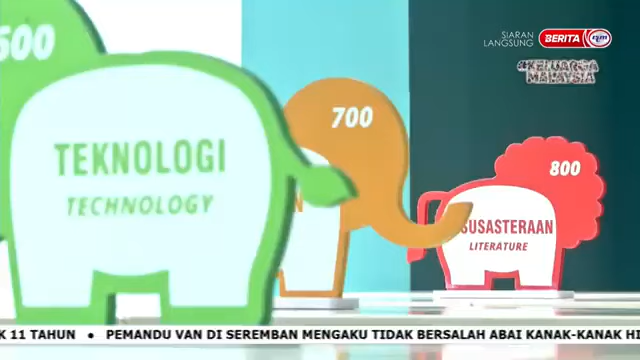 SIARAN
LANGSUNG
BERITA
rtm
#KELUARGA
MALAYSIA
600
700
800
TEKNOLOGI
TECHNOLOGY
N
SUSASTERAAN
LITERATURE
K 11 TAHUN • PEMANDU VAN DI SEREMBAN MENGAKU TIDAK BERSALAH ABAI KANAK-KANAK HI